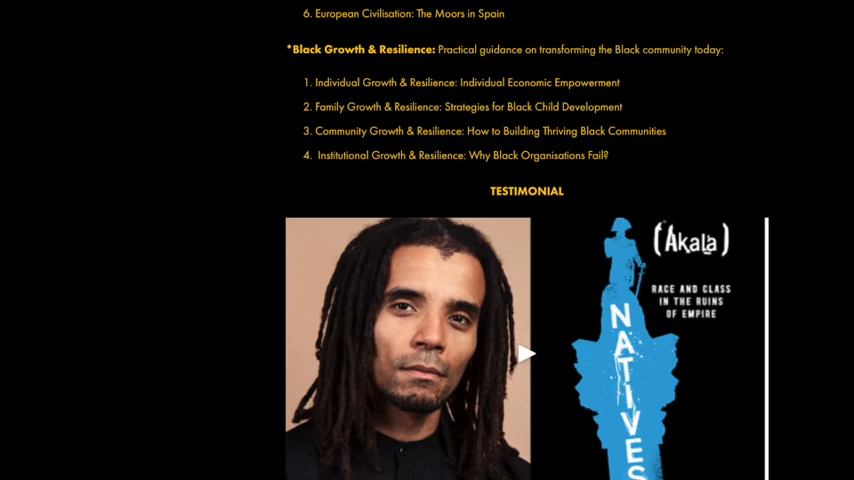 6. European Civilisation: The Moors in Spain
*Black Growth & Resilience: Practical guidance on transforming the Black community today:
1. Individual Growth & Resilience: Individual Economic Empowerment
2. Family Growth & Resilience: Strategies for Black Child Development
3. Community Growth & Resilience: How to Building Thriving Black Communities
4. Institutional Growth & Resilience: Why Black Organisations Fail?
TESTIMONIAL
(Akala)
RACE AND CLASS
IN THE RUINS
OF EMPIRE
NATIVES